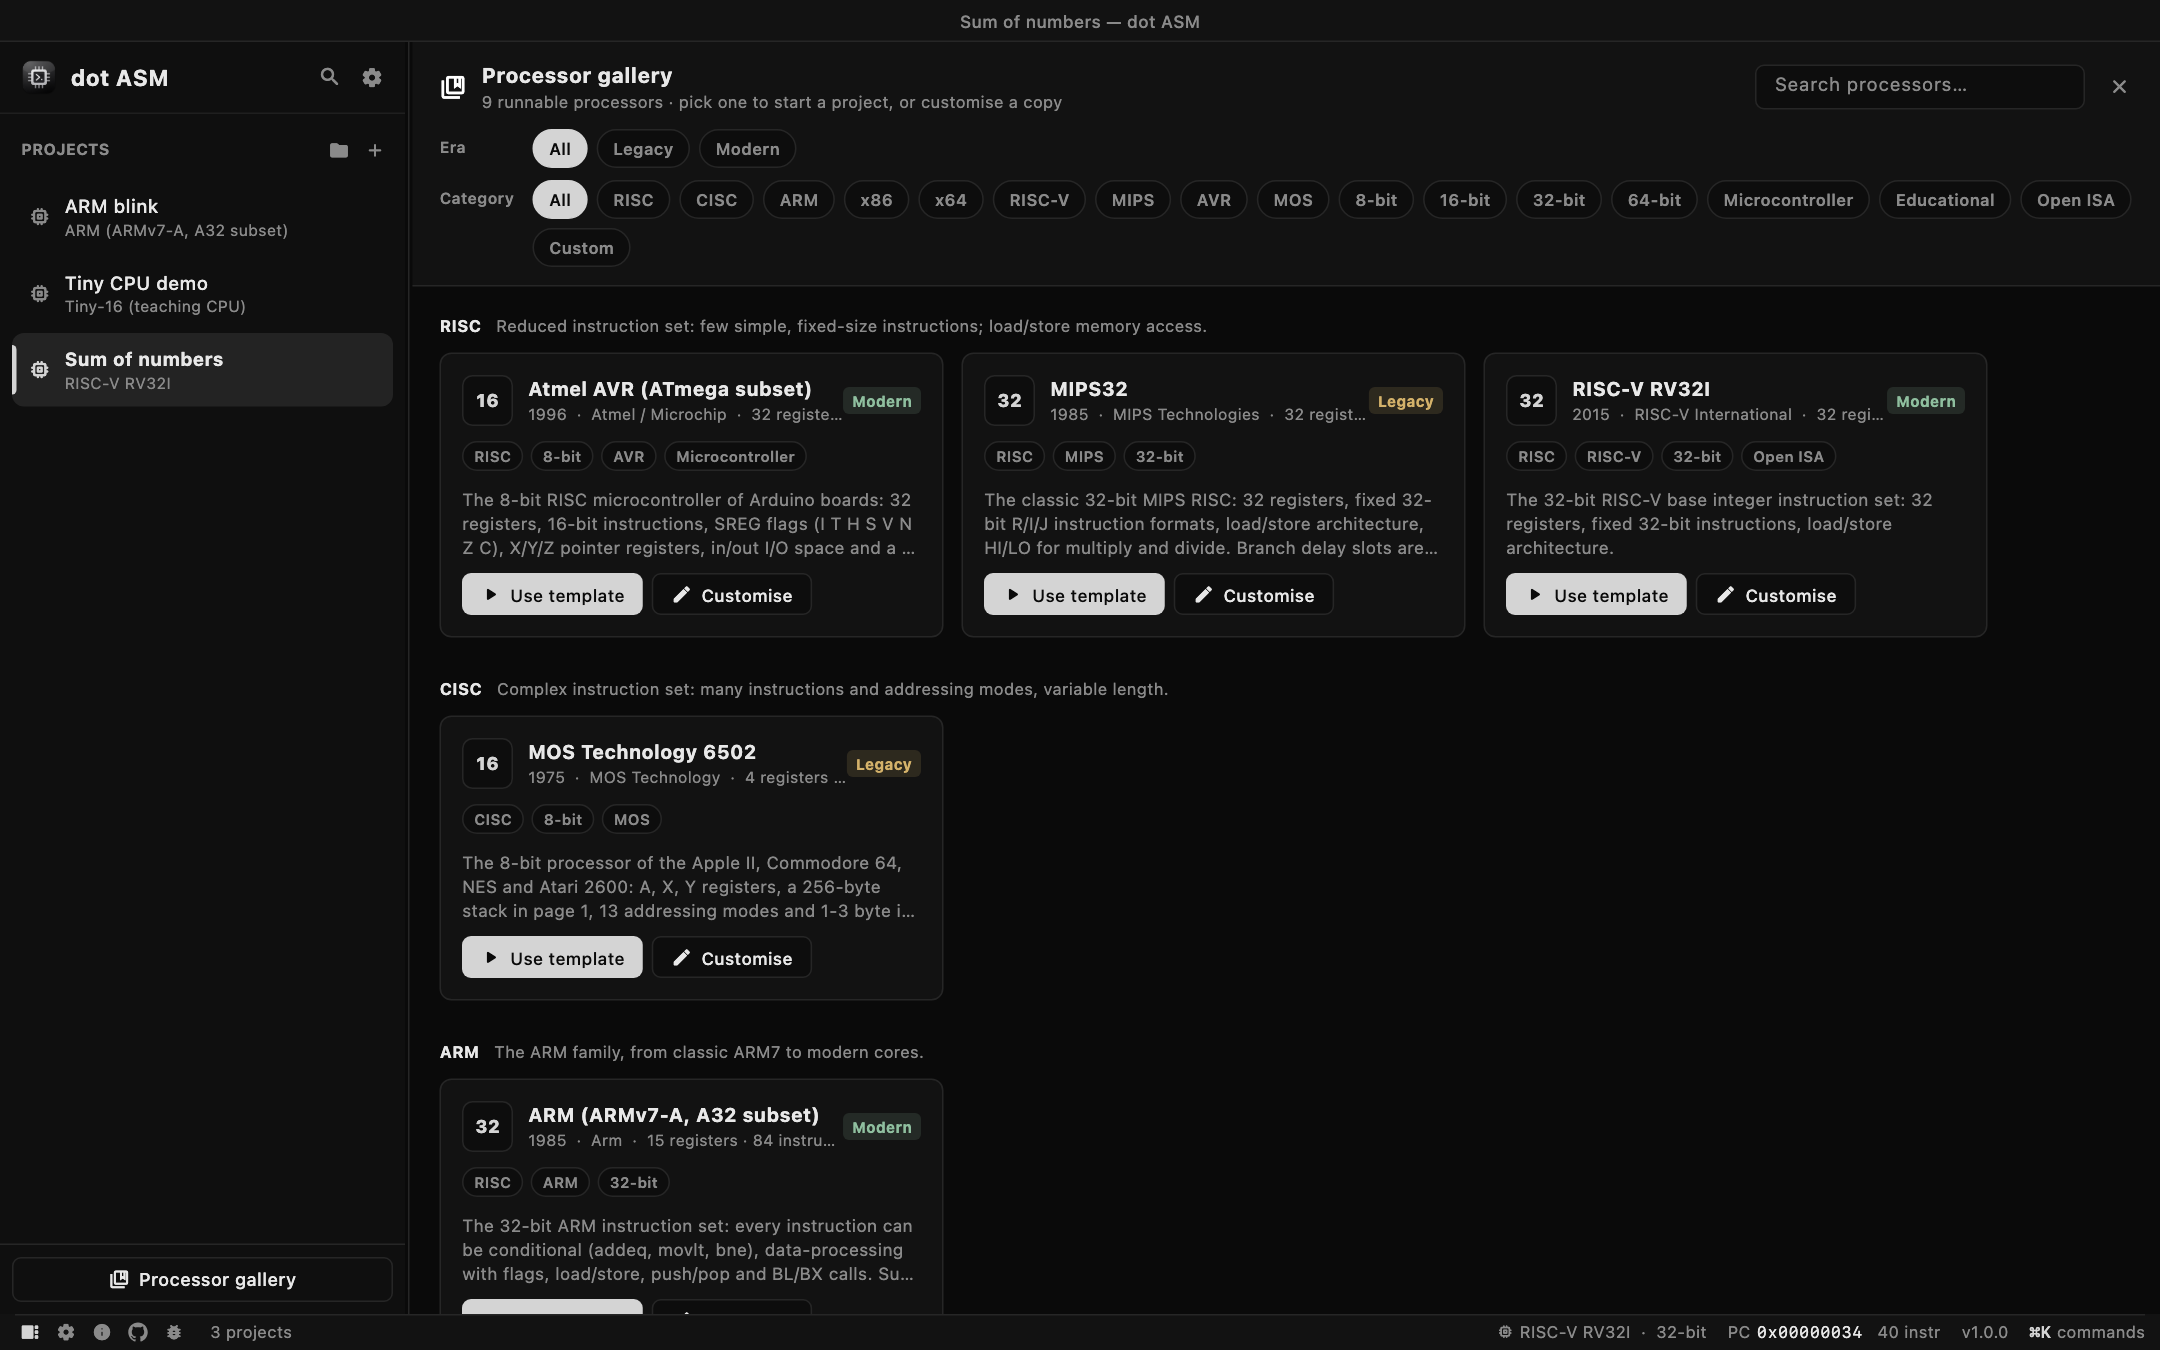 Sum of numbers — dot ASM
dot ASM
PROJECTS
ARM blink
ARM (ARMv7-A, A32 subset)
Tiny CPU demo
Tiny-16 (teaching CPU)
Sum of numbers
RISC-V RV32I
Processor gallery
9 runnable processors · pick one to start a project, or customise a copy
Search processors…
Era
All Legacy Modern
Category
All RISC CISC ARM x86 x64 RISC-V MIPS AVR MOS 8-bit 16-bit 32-bit 64-bit Microcontroller Educational Open ISA
Custom
RISC Reduced instruction set: few simple, fixed-size instructions; load/store memory access.
16
Atmel AVR (ATmega subset)
1996 · Atmel / Microchip · 32 registe…
Modern
RISC 8-bit AVR Microcontroller
The 8-bit RISC microcontroller of Arduino boards: 32
registers, 16-bit instructions, SREG flags (I T H S V N
Z C), X/Y/Z pointer registers, in/out I/O space and a …
Use template Customise
32
MIPS32
1985 · MIPS Technologies · 32 regist…
Legacy
RISC MIPS 32-bit
The classic 32-bit MIPS RISC: 32 registers, fixed 32-
bit R/I/J instruction formats, load/store architecture,
HI/LO for multiply and divide. Branch delay slots are…
Use template Customise
32
RISC-V RV32I
2015 · RISC-V International · 32 regi…
Modern
RISC RISC-V 32-bit Open ISA
The 32-bit RISC-V base integer instruction set: 32
registers, fixed 32-bit instructions, load/store
architecture.
Use template Customise
CISC Complex instruction set: many instructions and addressing modes, variable length.
16
MOS Technology 6502
1975 · MOS Technology · 4 registers …
Legacy
CISC 8-bit MOS
The 8-bit processor of the Apple II, Commodore 64,
NES and Atari 2600: A, X, Y registers, a 256-byte
stack in page 1, 13 addressing modes and 1-3 byte i…
Use template Customise
ARM The ARM family, from classic ARM7 to modern cores.
32
ARM (ARMv7-A, A32 subset)
1985 · Arm · 15 registers · 84 instru…
Modern
RISC ARM 32-bit
The 32-bit ARM instruction set: every instruction can
be conditional (addeq, movlt, bne), data-processing
with flags, load/store, push/pop and BL/BX calls. Su…
Processor gallery
3 projects
RISC-V RV32I · 32-bit PC 0x00000034 40 instr v1.0.0 ⌘K commands